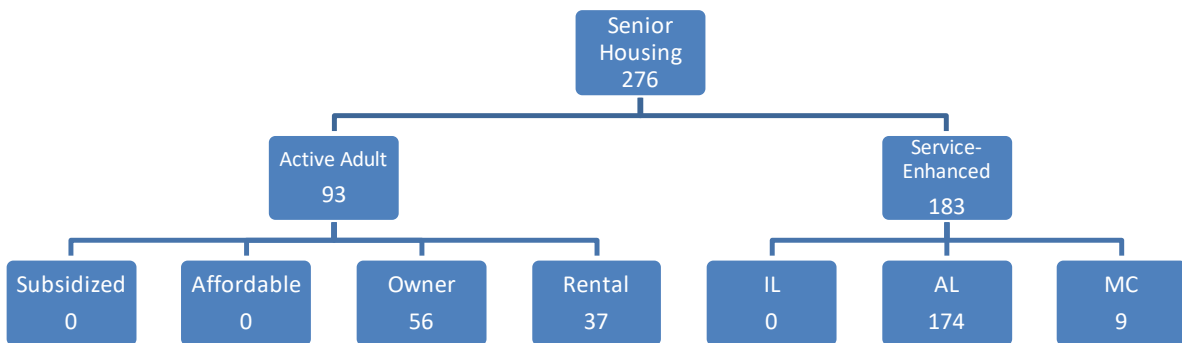 Senior
Housing
276
Active Adult
93
Service-
Enhanced
183
Subsidized
0
Affordable
0
Owner
56
Rental
37
IL
0
AL
174
MC
9